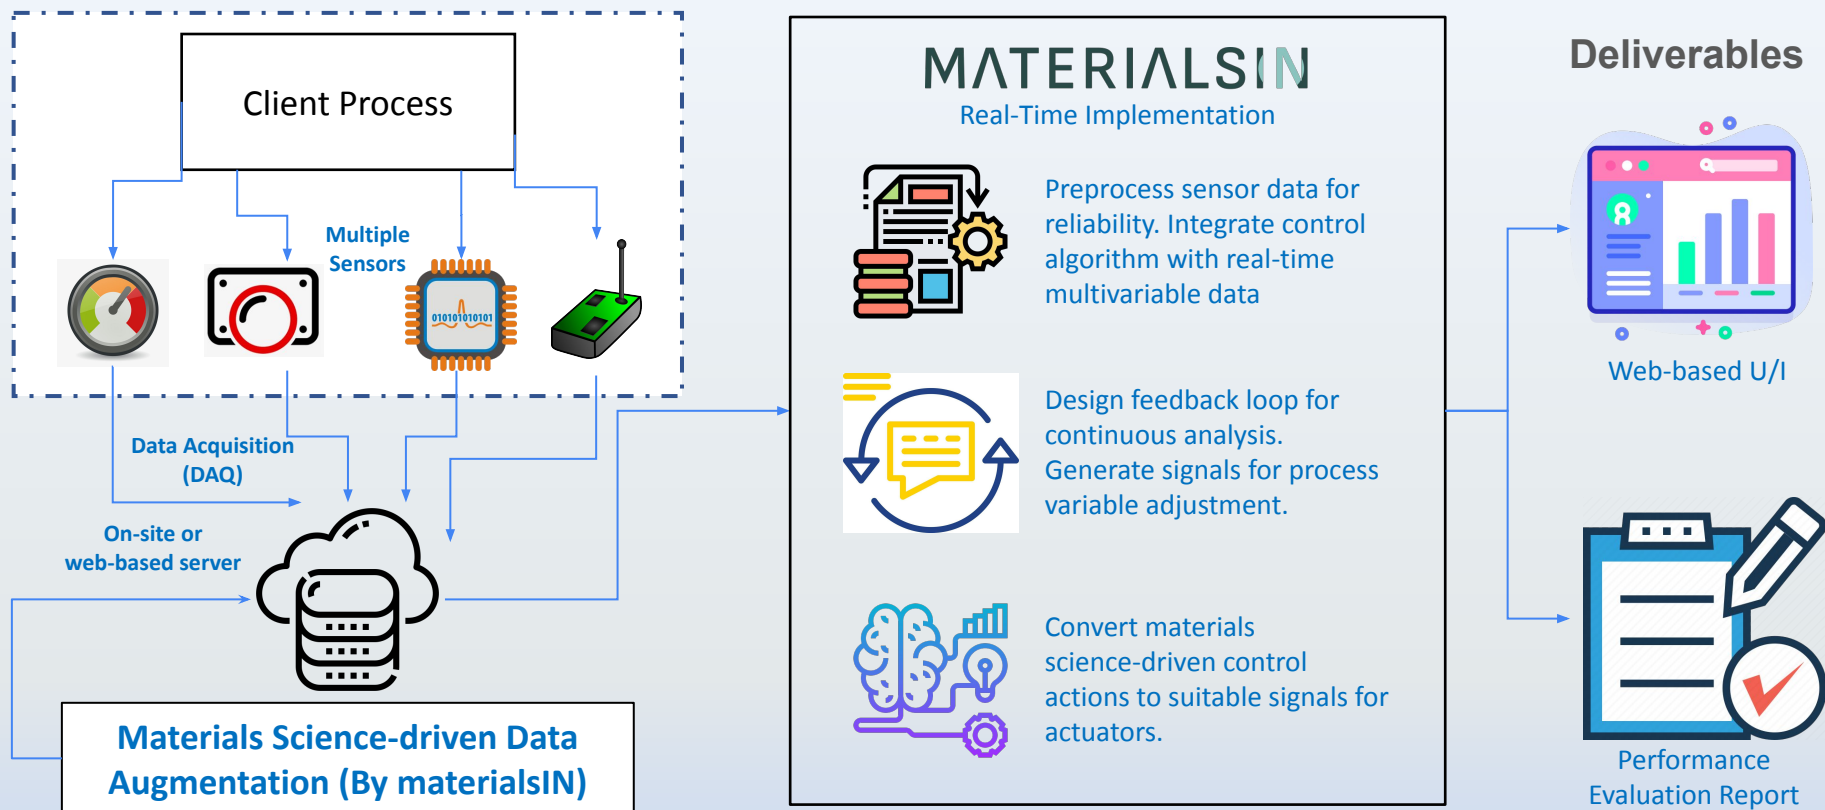 Client Process
Multiple
Sensors
010101010101
Data Acquisition
(DAQ)
On-site or
web-based server
Materials Science-driven Data
Augmentation (By materialsIN)
MATERIALSIN
Real-Time Implementation
Preprocess sensor data for
reliability. Integrate control
algorithm with real-time
multivariable data
Design feedback loop for
continuous analysis.
Generate signals for process
variable adjustment.
Convert materials
science-driven control
actions to suitable signals for
actuators.
Deliverables
Web-based U/I
Performance
Evaluation Report